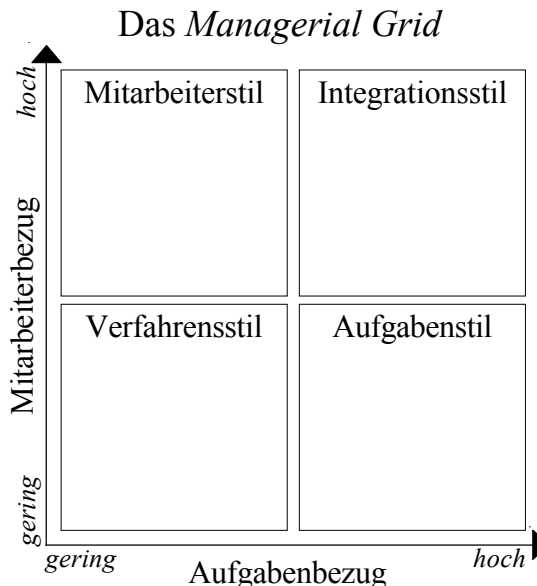 Das Managerial Grid
hoch
Mitarbeiterbezug
gering
Mitarbeiterstil
Integrationsstil
Verfahrensstil
Aufgabenstil
gering
Aufgabenbezug
hoch